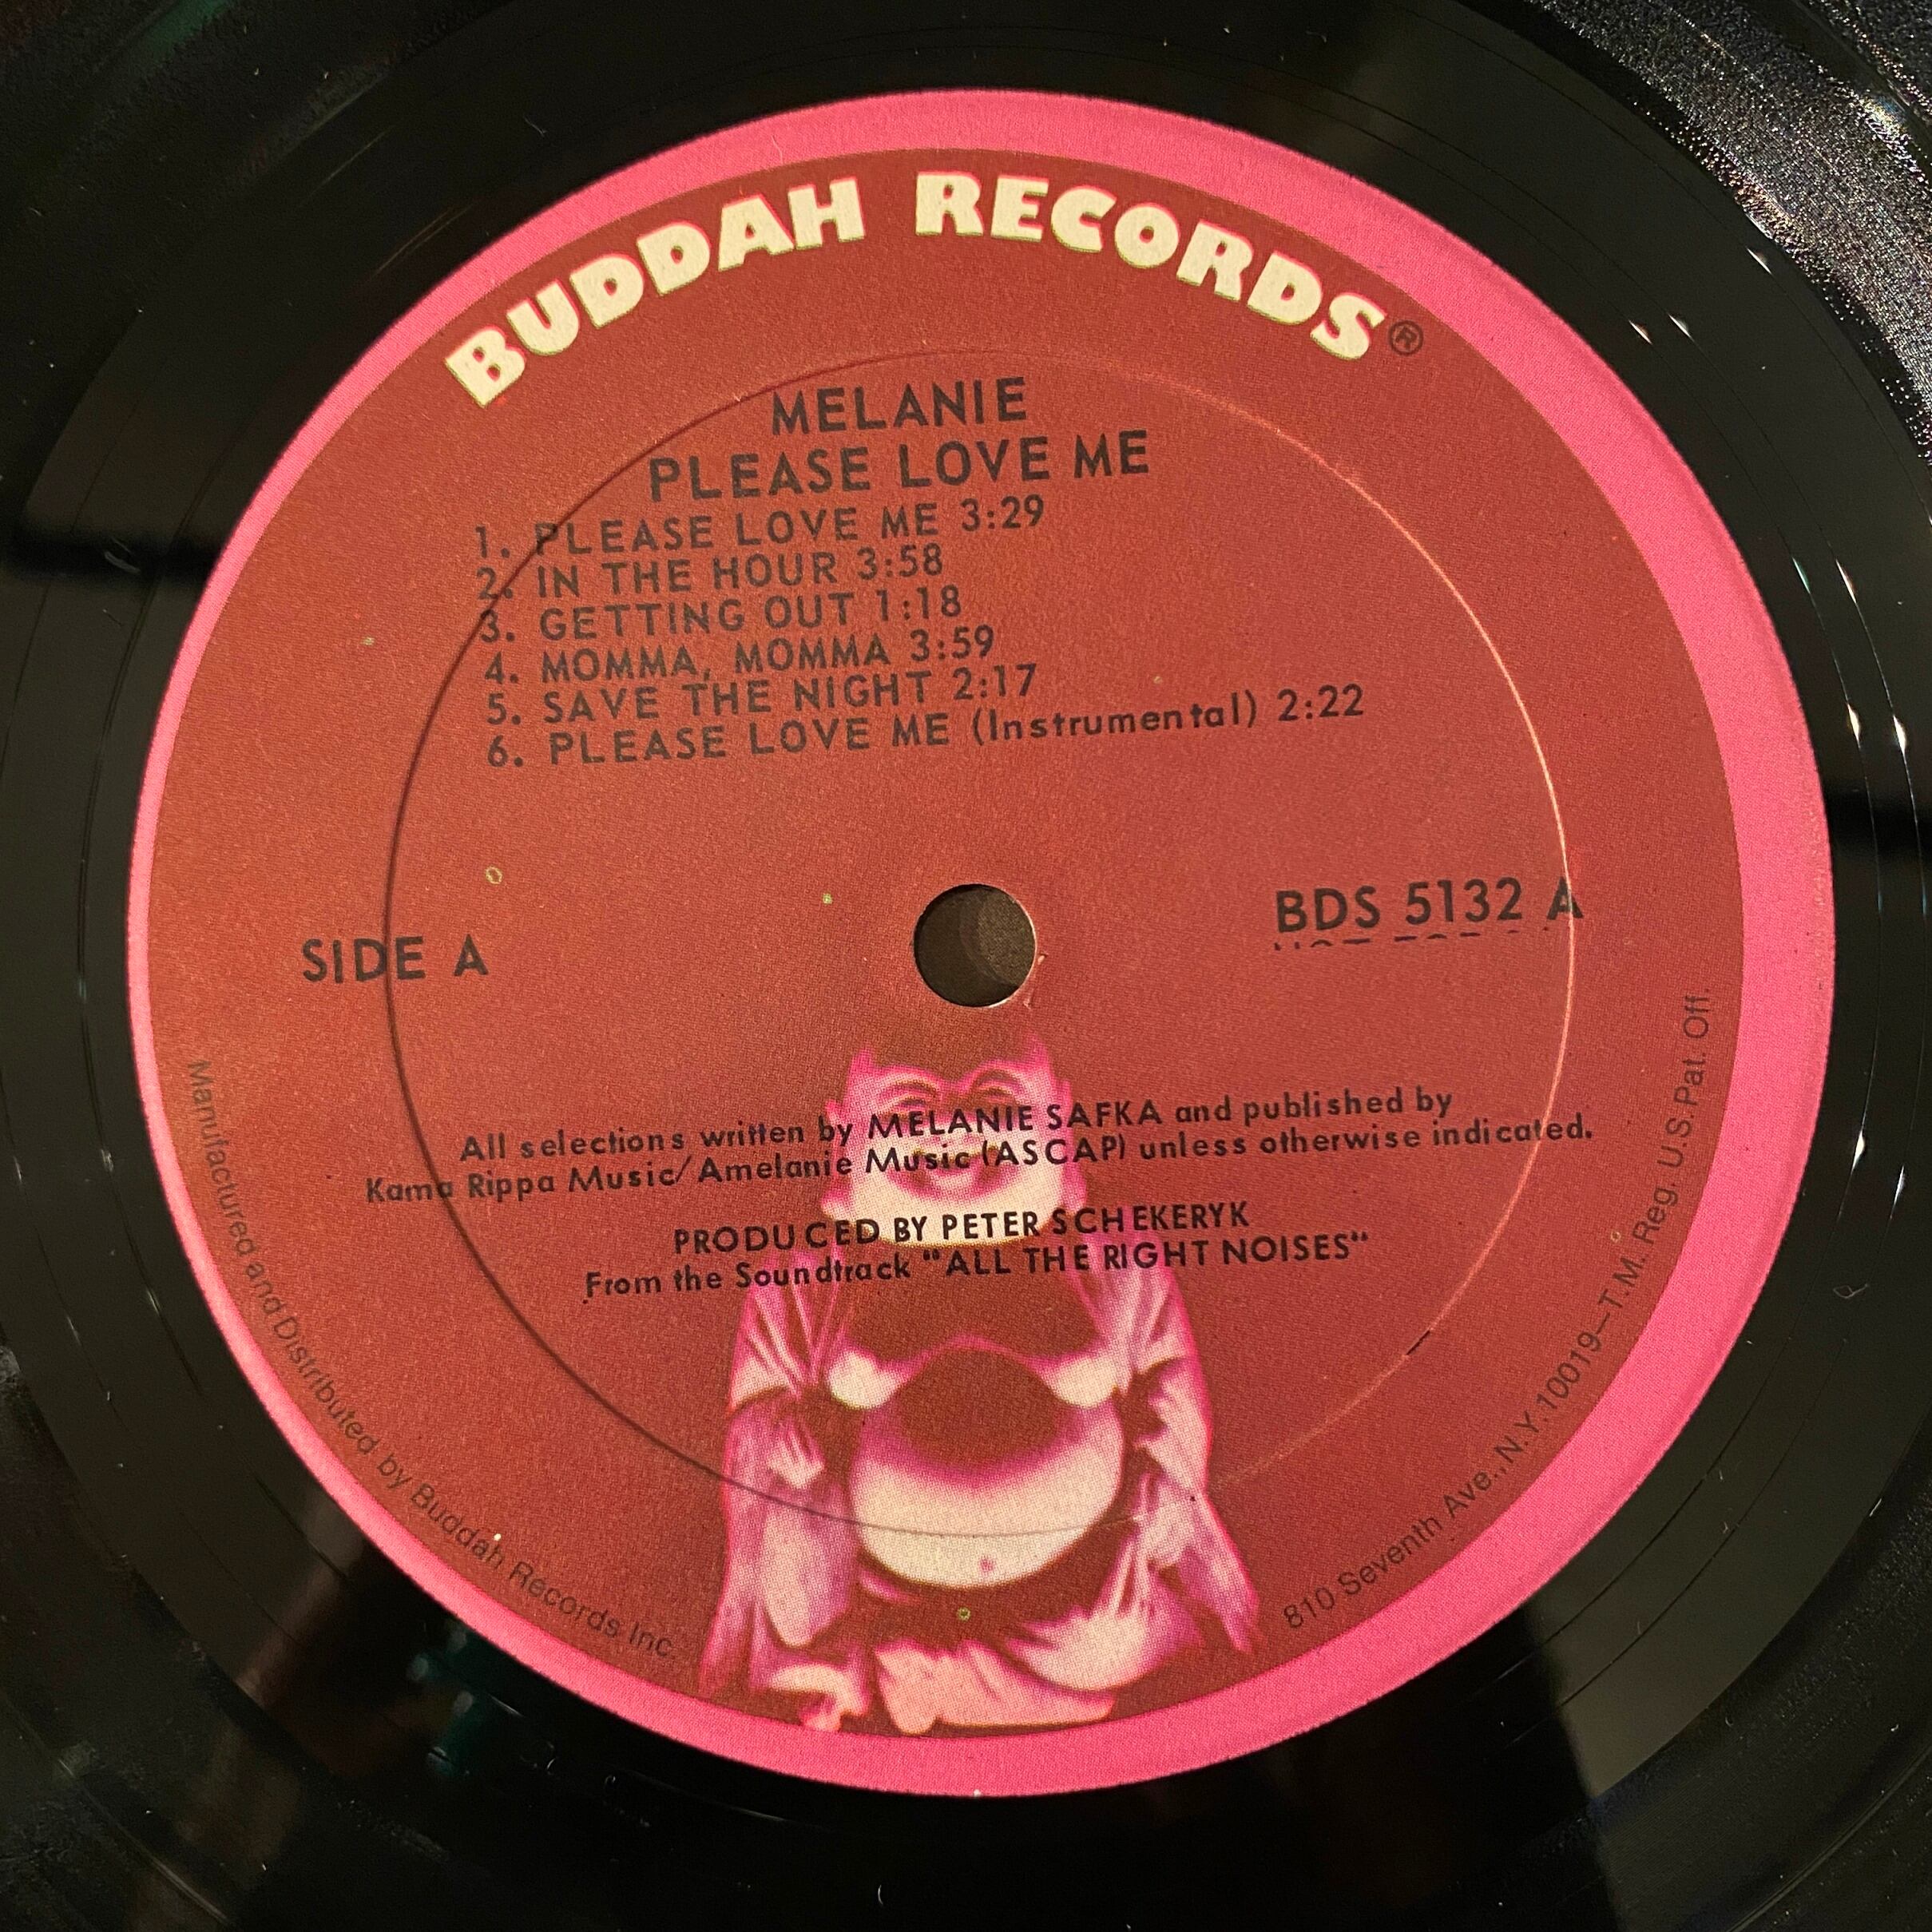 BUDDAH RECORDS®
MELANIE
PLEASE LOVE ME
1. PLEASE LOVE ME 3:29
2. IN THE HOUR 3:58
3. GETTING OUT 1:18
4. MOMMA, MOMMA 3:59
5. SAVE THE NIGHT 2:17
6. PLEASE LOVE ME (Instrumental) 2:22
SIDE A
BDS 5132 A
All selections written by MELANIE SAFKA and published by
Kama Rippa Music/Amelanie Music (ASCAP) unless otherwise indicated.
PRODUCED BY PETER SCHEKERYK
From the Soundtrack "ALL THE RIGHT NOISES"
Manufactured and Distributed by Buddah Records Inc. 810 Seventh Ave., N.Y. 10019—T.M. Reg. U.S. Pat. Off.